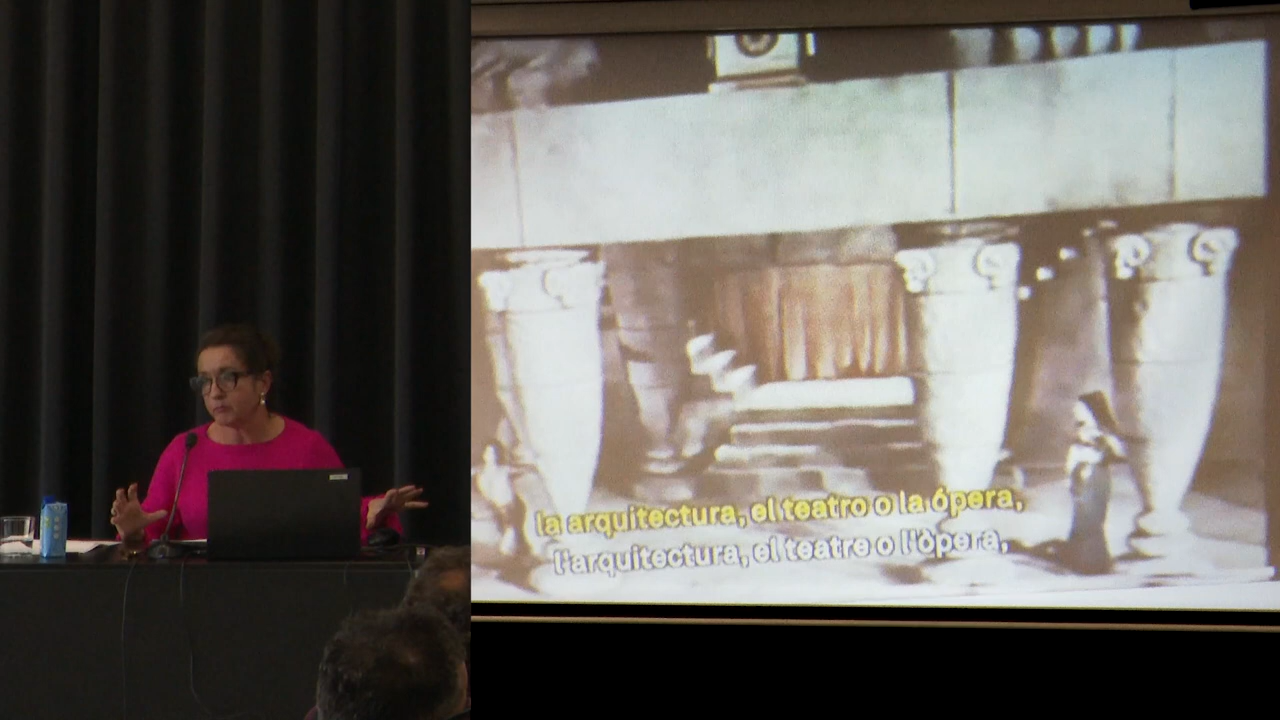 la arquitectura, el teatro o la ópera,
l'arquitectura, el teatre o l'òpera,